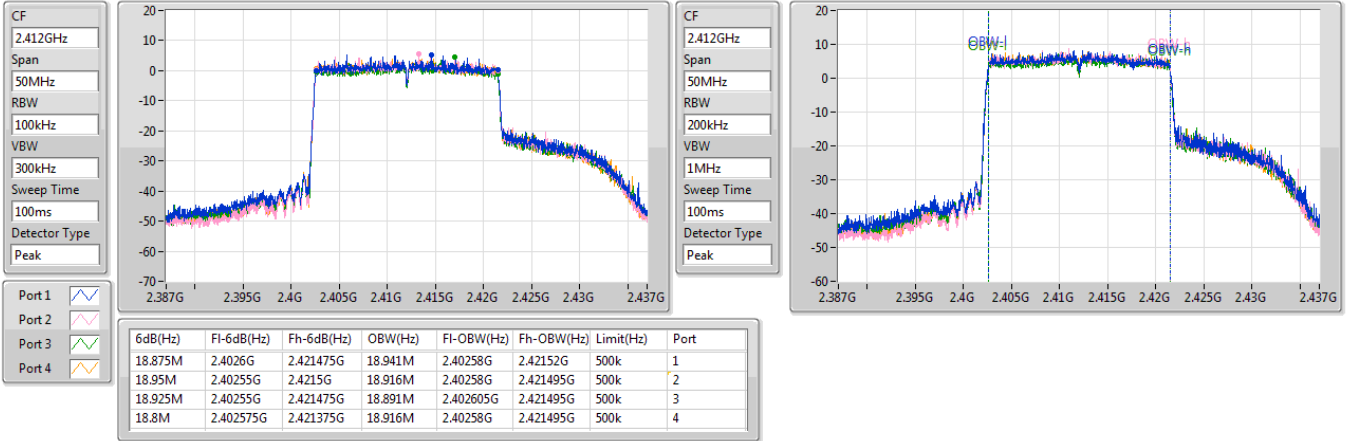 CF
2.412GHz
Span
50MHz
RBW
100kHz
VBW
300kHz
Sweep Time
100ms
Detector Type
Peak
20
10
0
-10
-20
-30
-40
-50
-60
-70
2.387G 2.395G 2.4G 2.405G 2.41G 2.415G 2.42G 2.425G 2.43G 2.437G
CF
2.412GHz
Span
50MHz
RBW
200kHz
VBW
1MHz
Sweep Time
100ms
Detector Type
Peak
20
10
0
-10
-20
-30
-40
-50
-60
OBW-l
OBW-h
2.387G 2.395G 2.4G 2.405G 2.41G 2.415G 2.42G 2.425G 2.43G 2.437G
Port 1
Port 2
Port 3
Port 4
6dB(Hz) Fl-6dB(Hz) Fh-6dB(Hz) OBW(Hz) Fl-OBW(Hz) Fh-OBW(Hz) Limit(Hz) Port
18.875M 2.4026G 2.421475G 18.941M 2.40258G 2.42152G 500k 1
18.95M 2.40255G 2.4215G 18.916M 2.40258G 2.421495G 500k 2
18.925M 2.40255G 2.421475G 18.891M 2.402605G 2.421495G 500k 3
18.8M 2.402575G 2.421375G 18.916M 2.40258G 2.421495G 500k 4